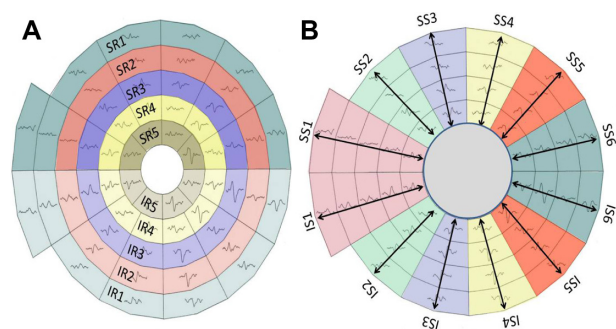 A
SR1
SR2
SR3
SR4
SR5
IR5
IR4
IR3
IR2
IR1
B
SS1
SS2
SS3
SS4
SS5
SS6
IS1
IS2
IS3
IS4
IS5
IS6